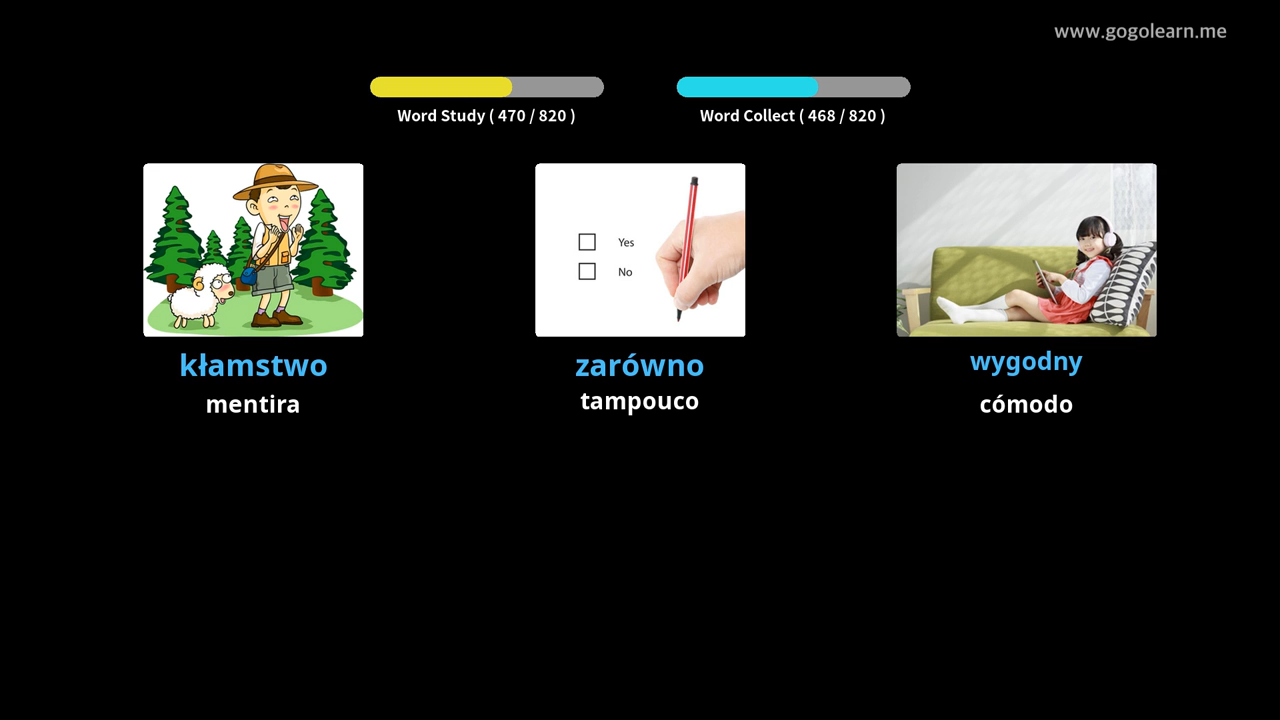 www.gogolearn.me
Word Study ( 470 / 820 )
Word Collect ( 468 / 820 )
Yes
No
kłamstwo
zarówno
wygodny
mentira
tampouco
cómodo